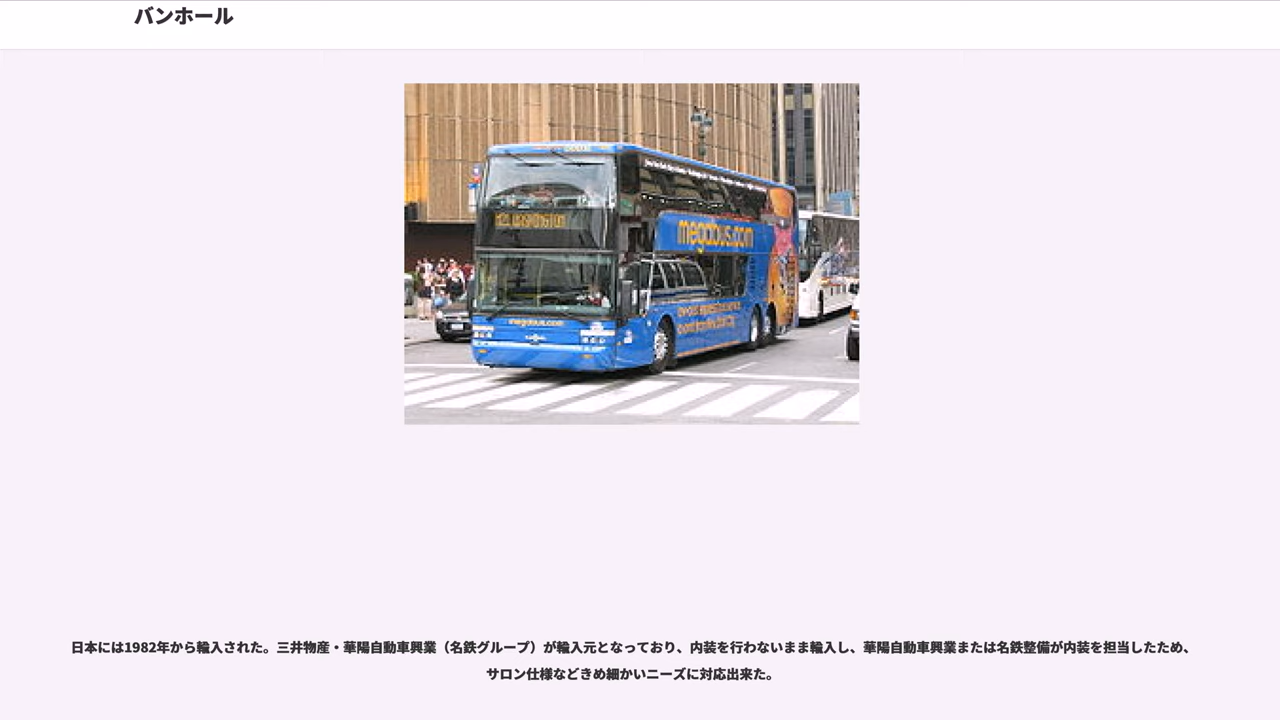 バンホール
megabus.com
megabus.com
日本には1982年から輸入された。三井物産・華陽自動車興業（名鉄グループ）が輸入元となっており、内装を行わないまま輸入し、華陽自動車興業または名鉄整備が内装を担当したため、
サロン仕様などきめ細かいニーズに対応出来た。